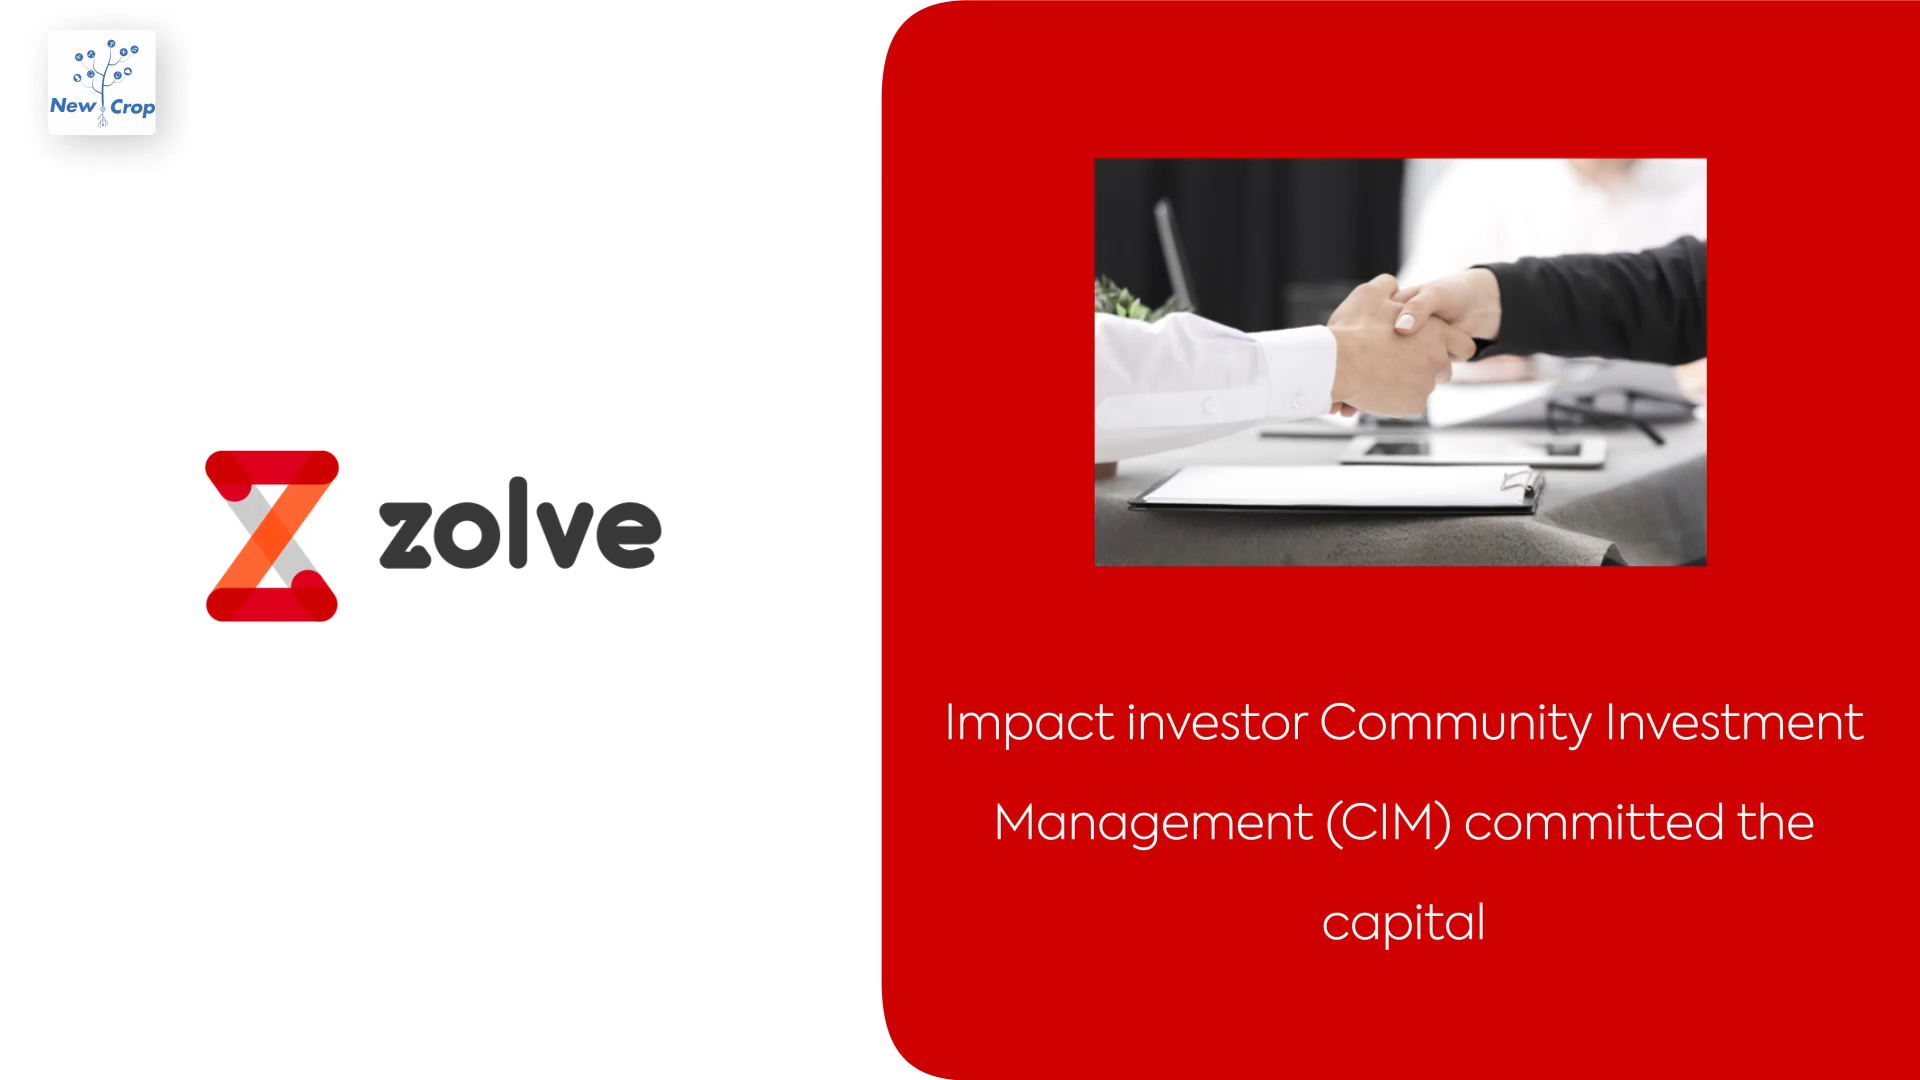 New Crop
zolve
Impact investor Community Investment
Management (CIM) committed the
capital